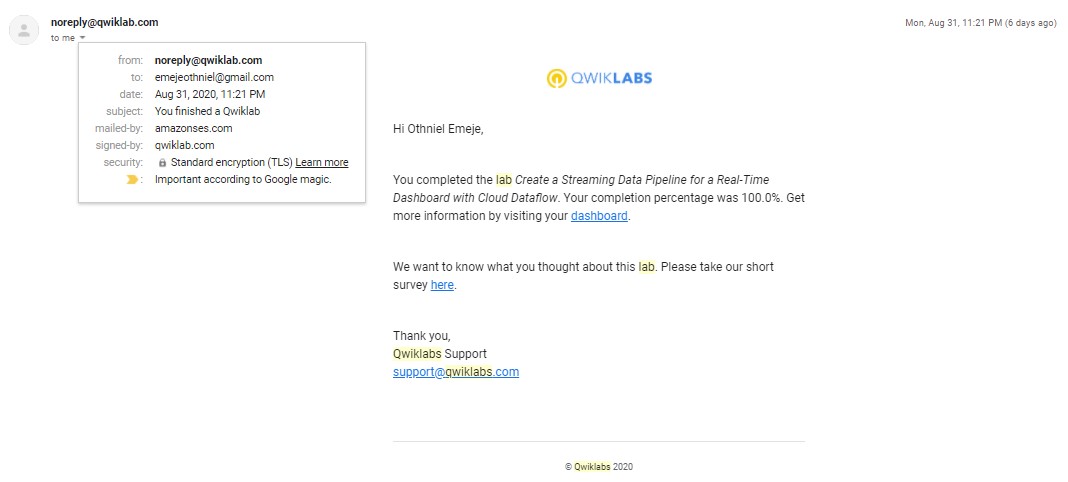 noreply@qwiklab.com
Mon, Aug 31, 11:21 PM (6 days ago)
to me
from: noreply@qwiklab.com
to: emejeothniel@gmail.com
date: Aug 31, 2020, 11:21 PM
subject: You finished a Qwiklab
mailed-by: amazonses.com
signed-by: qwiklab.com
security: Standard encryption (TLS) Learn more
: Important according to Google magic.
QWIKLABS
Hi Othniel Emeje,
You completed the lab Create a Streaming Data Pipeline for a Real-Time
Dashboard with Cloud Dataflow. Your completion percentage was 100.0%. Get
more information by visiting your dashboard.
We want to know what you thought about this lab. Please take our short
survey here.
Thank you,
Qwiklabs Support
support@qwiklabs.com
© Qwiklabs 2020